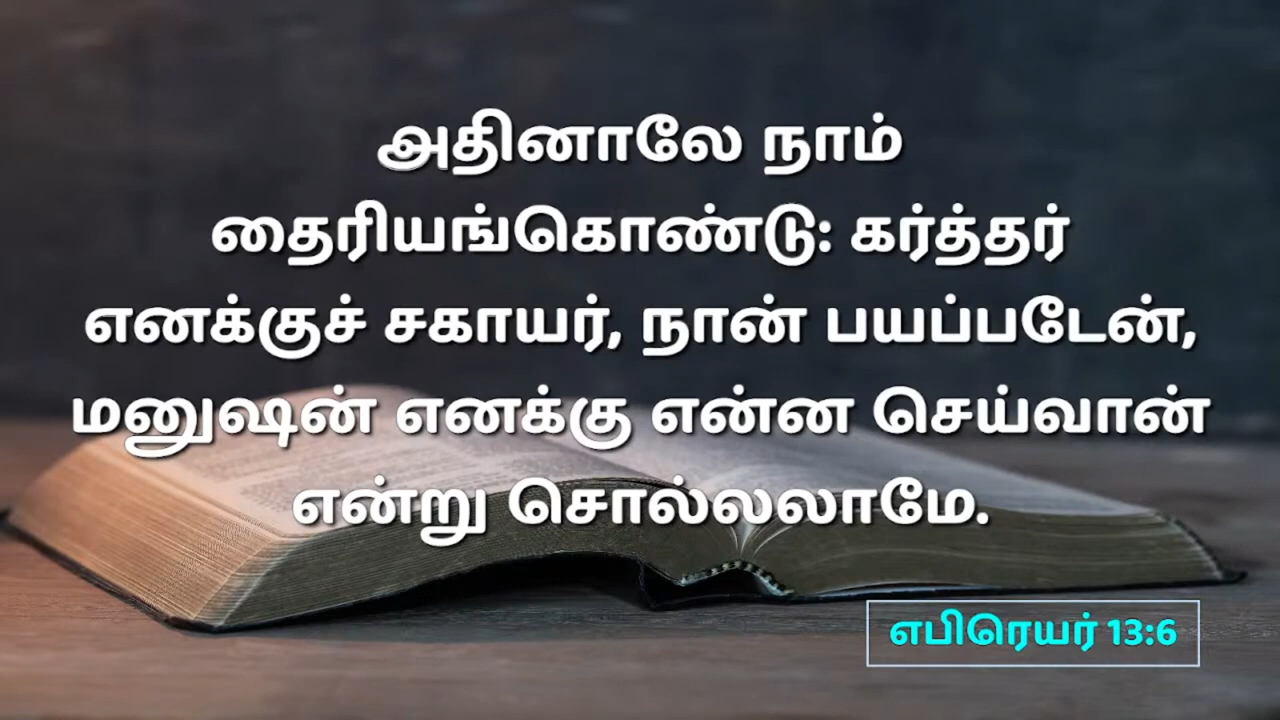 அதினாலே நாம்
தைரியங்கொண்டு: கர்த்தர்
எனக்குச் சகாயர், நான் பயப்படேன்,
மனுஷன் எனக்கு என்ன செய்வான்
என்று சொல்லலாமே.
எபிரெயர் 13:6